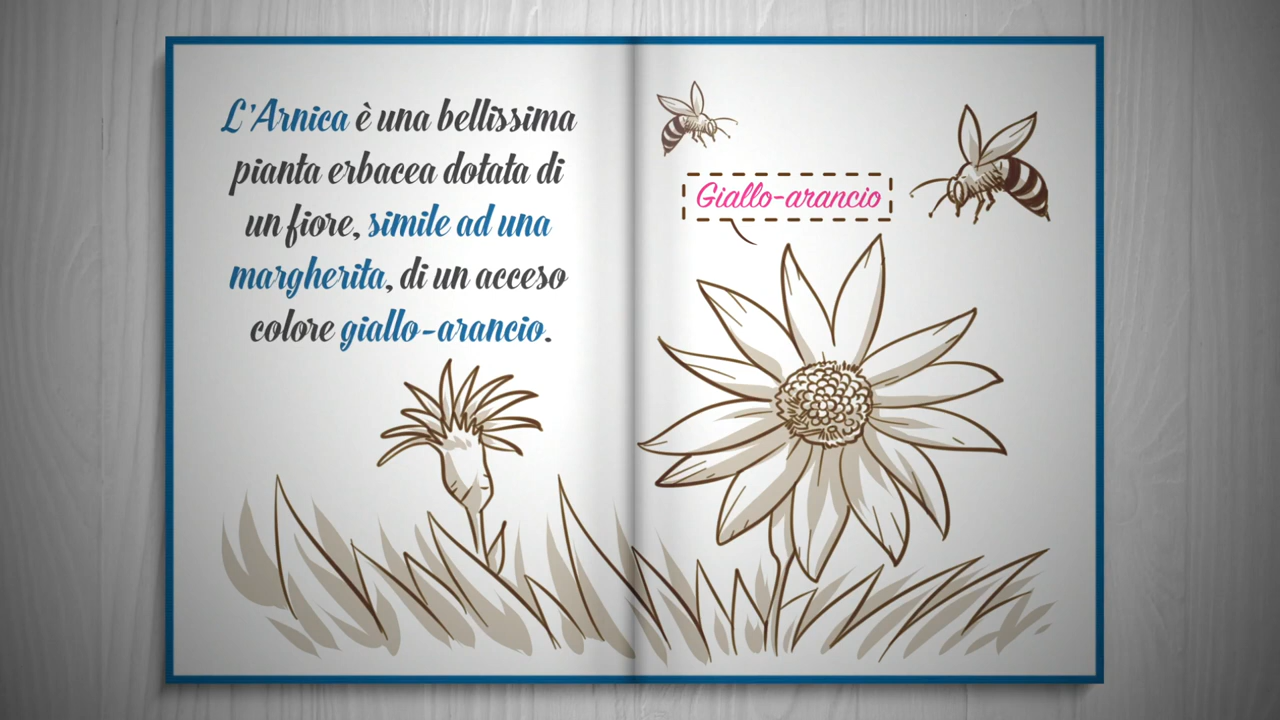 L'Arnica è una bellissima
pianta erbacea dotata di
un fiore, simile ad una
margherita, di un acceso
colore giallo-arancio.
Giallo-arancio